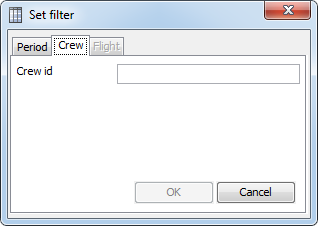 Set filter
Period Crew Flight
Crew id
OK Cancel